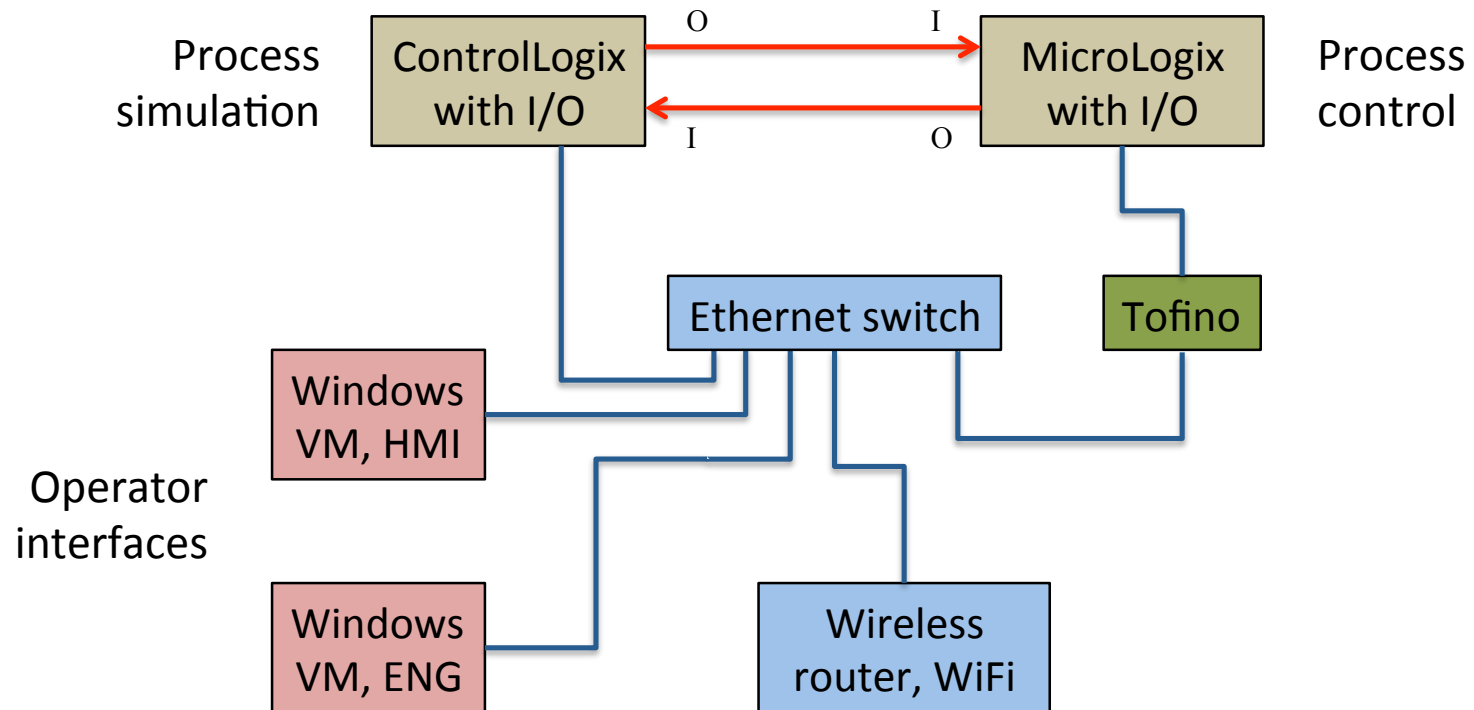 Process
simulation
ControlLogix
with I/O
O
I
I
O
MicroLogix
with I/O
Process
control
Ethernet switch
Tofino
Windows
VM, HMI
Operator
interfaces
Windows
VM, ENG
Wireless
router, WiFi